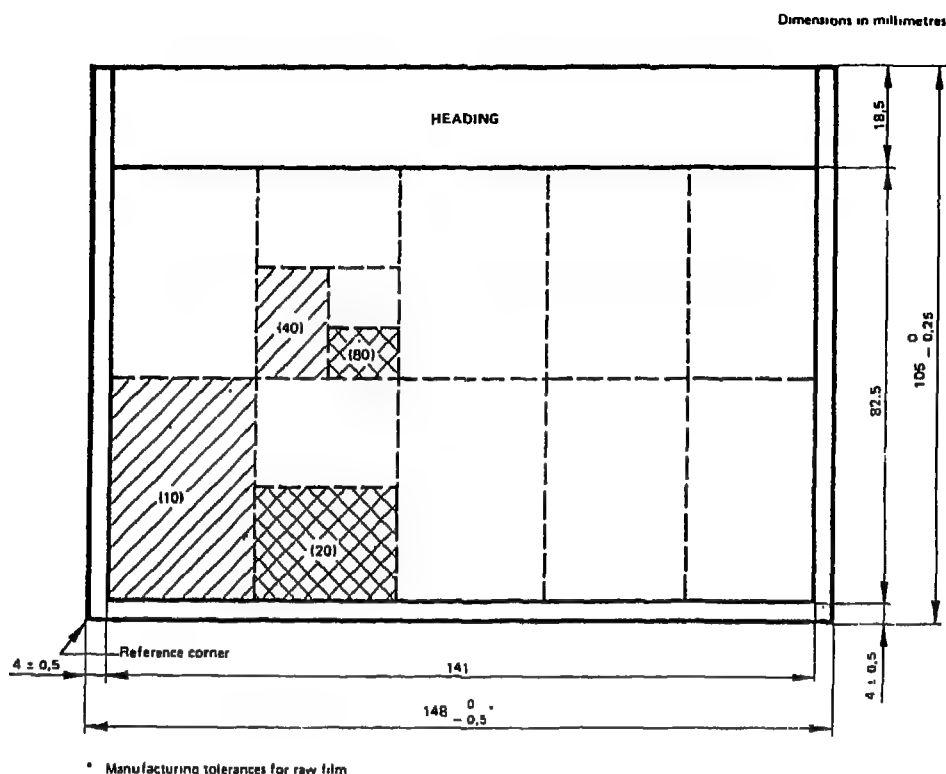 Dimensions in millimetres
HEADING
18,5
(40)
(80)
82,5
105 0 − 0,25
(10)
(20)
Reference corner
4 ± 0,5
141
4 ± 0,5
148 0 − 0,5 *
* Manufacturing tolerances for raw film